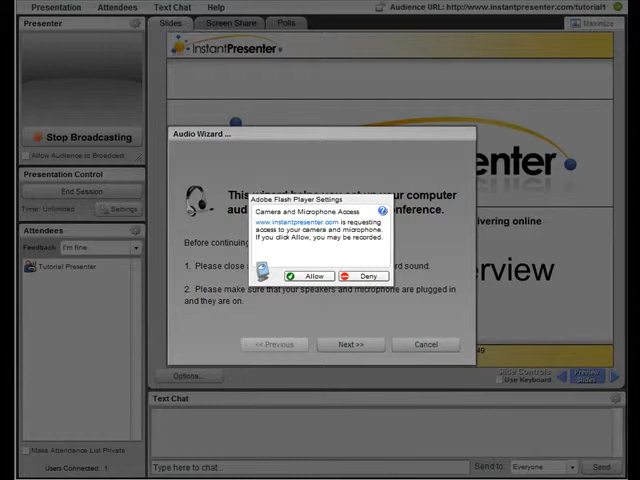 Presentation Attendees Text Chat Help
Audience URL: http://www.instantpresenter.com/tutorial1
Presenter
Slides Screen Share Polls
Maximize
InstantPresenter
Stop Broadcasting
Allow Audience to Broadcast
Presentation Control
End Session
Time: Unlimited
Settings
Attendees
Feedback I'm fine...
Tutorial Presenter
Make Attendance List Private
Users Connected: 1
senter
livering online
rview
Audio Wizard ...
This wizard helps you set up your computer
aud
onference.
Before continuing
1. Please close a
rd sound.
2. Please make sure that your speakers and microphone are plugged in
and they are on.
<< Previous
Next >>
Cancel
Adobe Flash Player Settings
Camera and Microphone Access
www.instantpresenter.com is requesting
access to your camera and microphone.
If you click Allow, you may be recorded.
Allow
Deny
49
Options...
Slide Controls
Use Keyboard
Preview
Slides
Text Chat
Type here to chat...
Send to: Everyone
Send